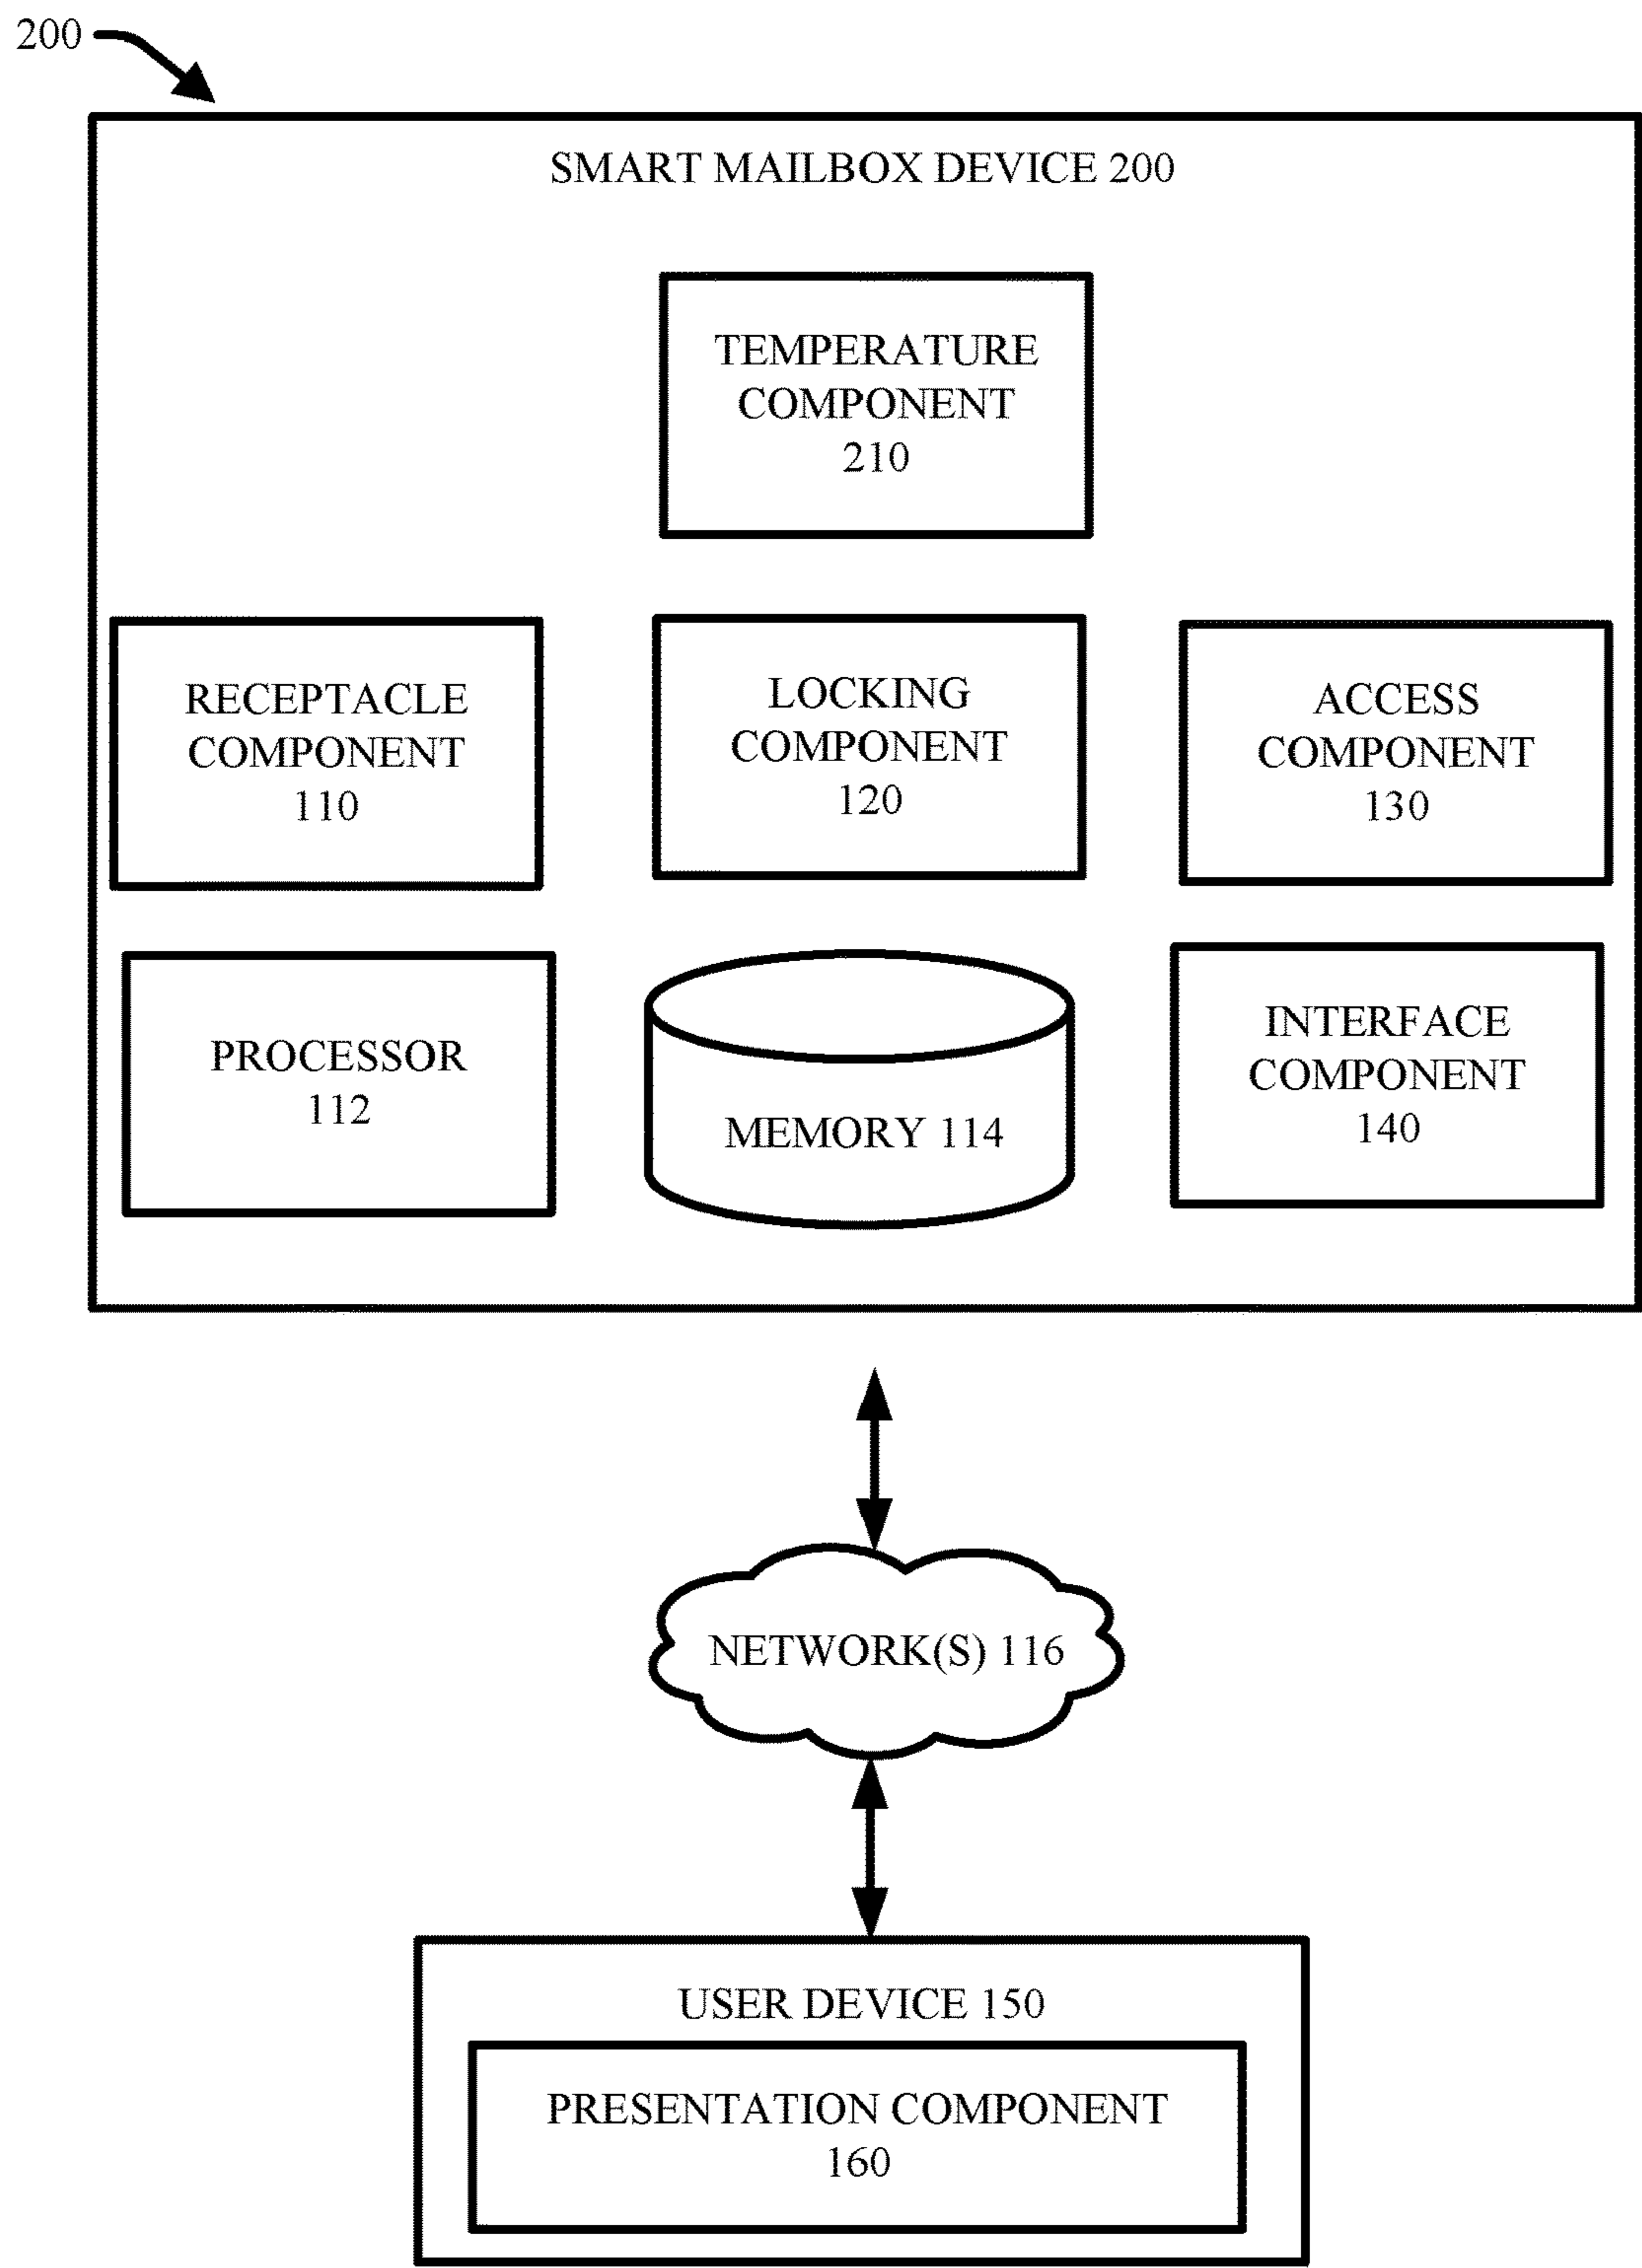 200
SMART MAILBOX DEVICE 200
TEMPERATURE
COMPONENT
210
RECEPTACLE
COMPONENT
110
LOCKING
COMPONENT
120
ACCESS
COMPONENT
130
PROCESSOR
112
MEMORY 114
INTERFACE
COMPONENT
140
NETWORK(S) 116
USER DEVICE 150
PRESENTATION COMPONENT
160